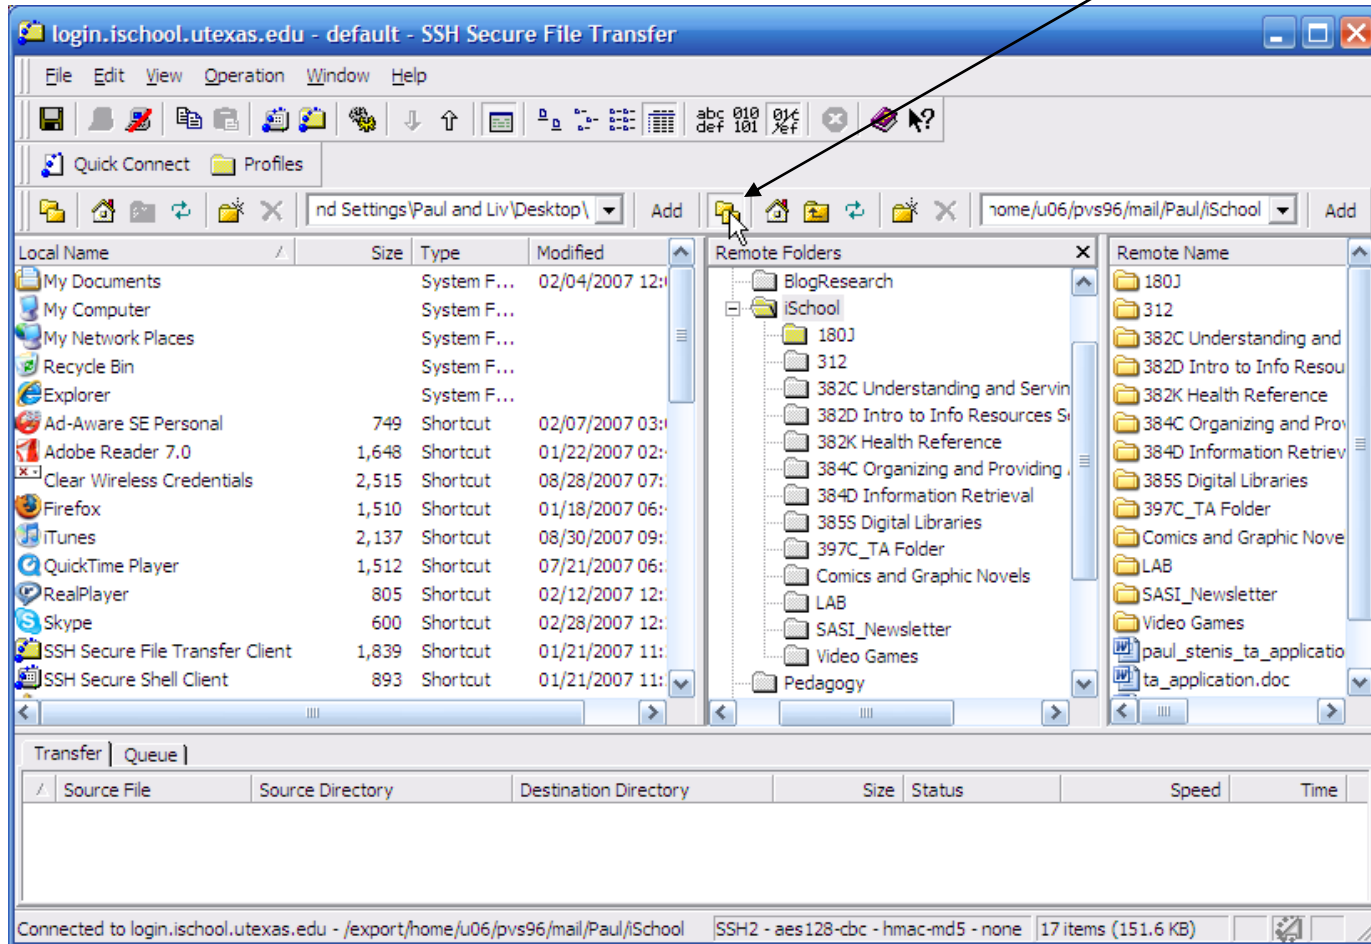 login.ischool.utexas.edu - default - SSH Secure File Transfer
File Edit View Operation Window Help
abc 010
def 101
Quick Connect Profiles
nd Settings\Paul and Liv\Desktop\ Add home/u06/pvs96/mail/Paul/iSchool Add
Local Name Size Type Modified
My Documents System F... 02/04/2007 12:
My Computer System F...
My Network Places System F...
Recycle Bin System F...
Explorer System F...
Ad-Aware SE Personal 749 Shortcut 02/07/2007 03:
Adobe Reader 7.0 1,648 Shortcut 01/22/2007 02:
Clear Wireless Credentials 2,515 Shortcut 08/28/2007 07:
Firefox 1,510 Shortcut 01/18/2007 06:
iTunes 2,137 Shortcut 08/30/2007 09:
QuickTime Player 1,512 Shortcut 07/21/2007 06:
RealPlayer 805 Shortcut 02/12/2007 12:
Skype 600 Shortcut 02/28/2007 12:
SSH Secure File Transfer Client 1,839 Shortcut 01/21/2007 11:
SSH Secure Shell Client 893 Shortcut 01/21/2007 11:
Remote Folders
BlogResearch
iSchool
180J
312
382C Understanding and Servin
382D Intro to Info Resources S
382K Health Reference
384C Organizing and Providing
384D Information Retrieval
385S Digital Libraries
397C_TA Folder
Comics and Graphic Novels
LAB
SASI_Newsletter
Video Games
Pedagogy
Remote Name
180J
312
382C Understanding and
382D Intro to Info Resou
382K Health Reference
384C Organizing and Prov
384D Information Retriev
385S Digital Libraries
397C_TA Folder
Comics and Graphic Nove
LAB
SASI_Newsletter
Video Games
paul_stenis_ta_applicatio
ta_application.doc
Transfer Queue
Source File Source Directory Destination Directory Size Status Speed Time
Connected to login.ischool.utexas.edu - /export/home/u06/pvs96/mail/Paul/iSchool SSH2 - aes128-cbc - hmac-md5 - none 17 items (151.6 KB)